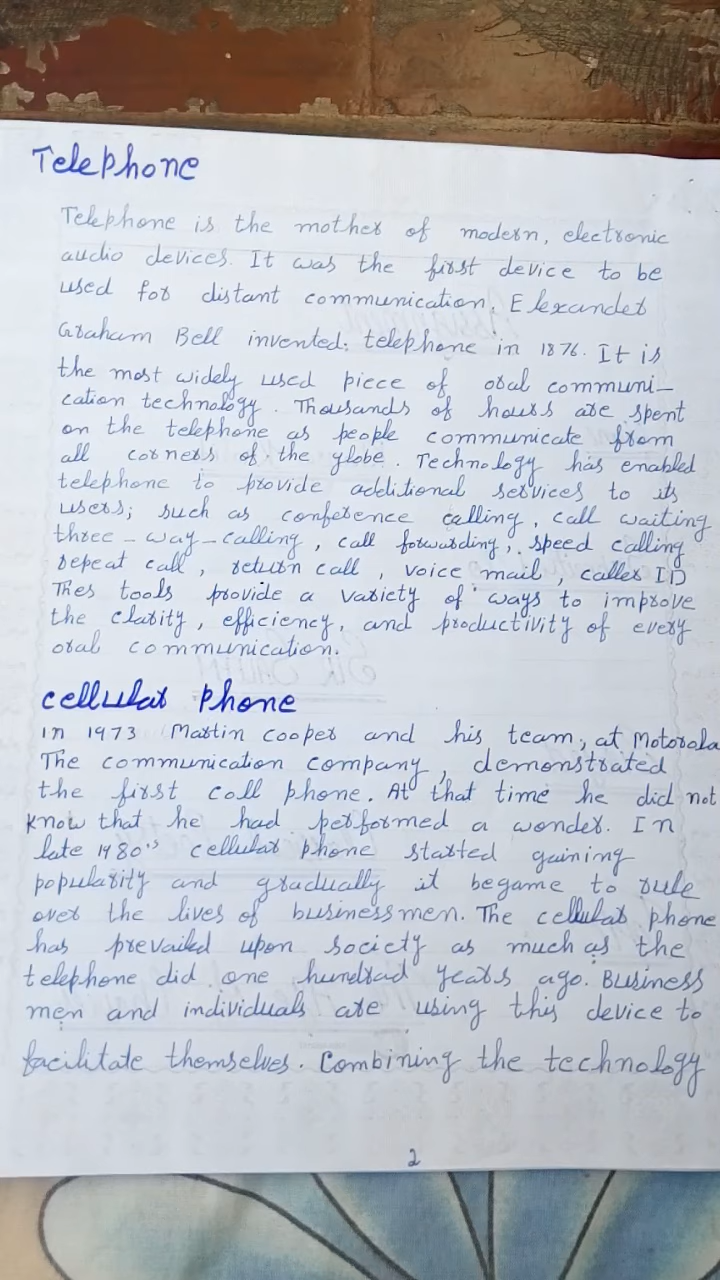 Telephone
Telephone is the mother of modern, electronic
audio devices. It was the first device to be
used for distant communication. Elexander
Graham Bell invented: telephone in 1876. It is
the most widely used piece of oral communi-
cation technology. Thousands of hours are spent
on the telephone as people communicate from
all corners of the globe. Technology has enabled
telephone to provide additional services to its
users; such as conference calling, call waiting
three-way-calling, call forwarding, speed calling
repeat call, return call, voice mail, caller ID
Thes tools provide a variety of ways to improve
the clarity, efficiency, and productivity of every
oral communication.
cellular phone
in 1973 Martin cooper and his team, at Motorola
The communication company, demonstrated
the first coll phone. At that time he did not
know that he had performed a wonder. In
late 1980's cellular phone started gaining
popularity and gradually it begame to rule
over the lives of businessmen. The cellular phone
has prevailed upon society as much as the
telephone did one hundrad years ago. Business
men and individuals are using this device to
facilitate themselves. Combining the technology
2